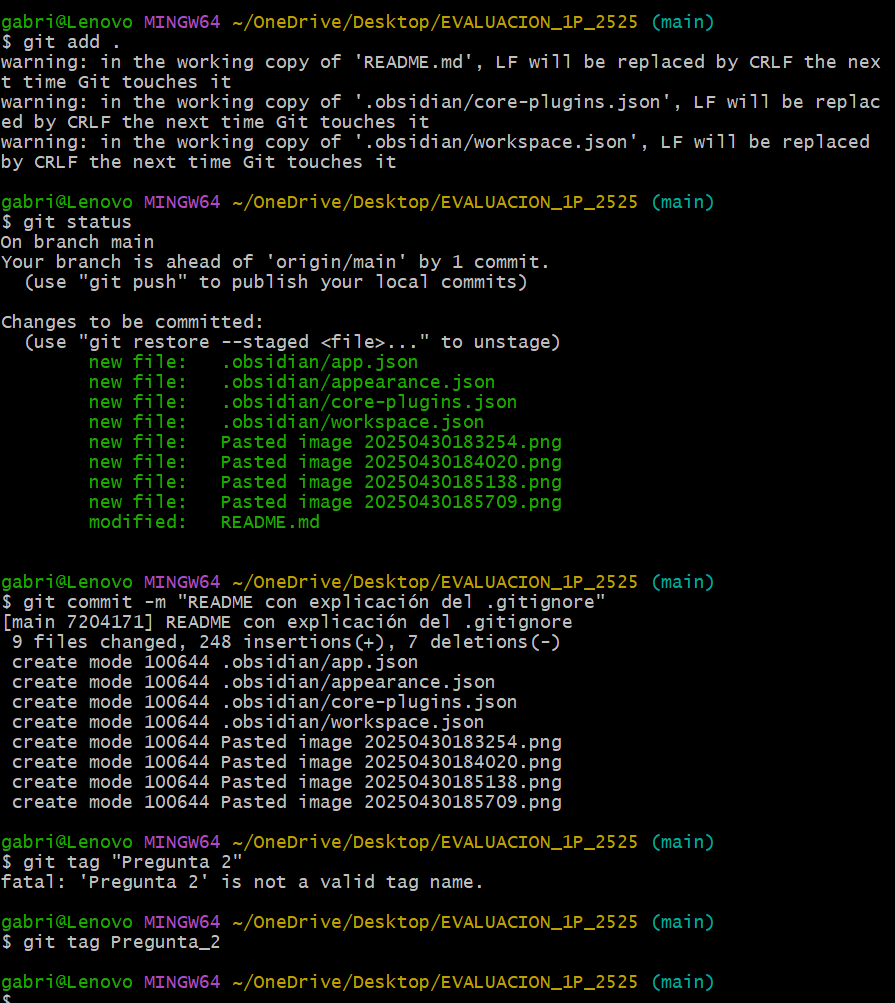 gabri@Lenovo MINGW64 ~/OneDrive/Desktop/EVALUACION_1P_2525 (main)
$ git add .
warning: in the working copy of 'README.md', LF will be replaced by CRLF the nex
t time Git touches it
warning: in the working copy of '.obsidian/core-plugins.json', LF will be replac
ed by CRLF the next time Git touches it
warning: in the working copy of '.obsidian/workspace.json', LF will be replaced
by CRLF the next time Git touches it

gabri@Lenovo MINGW64 ~/OneDrive/Desktop/EVALUACION_1P_2525 (main)
$ git status
On branch main
Your branch is ahead of 'origin/main' by 1 commit.
  (use "git push" to publish your local commits)

Changes to be committed:
  (use "git restore --staged <file>..." to unstage)
        new file:   .obsidian/app.json
        new file:   .obsidian/appearance.json
        new file:   .obsidian/core-plugins.json
        new file:   .obsidian/workspace.json
        new file:   Pasted image 20250430183254.png
        new file:   Pasted image 20250430184020.png
        new file:   Pasted image 20250430185138.png
        new file:   Pasted image 20250430185709.png
        modified:   README.md

gabri@Lenovo MINGW64 ~/OneDrive/Desktop/EVALUACION_1P_2525 (main)
$ git commit -m "README con explicación del .gitignore"
[main 7204171] README con explicación del .gitignore
 9 files changed, 248 insertions(+), 7 deletions(-)
 create mode 100644 .obsidian/app.json
 create mode 100644 .obsidian/appearance.json
 create mode 100644 .obsidian/core-plugins.json
 create mode 100644 .obsidian/workspace.json
 create mode 100644 Pasted image 20250430183254.png
 create mode 100644 Pasted image 20250430184020.png
 create mode 100644 Pasted image 20250430185138.png
 create mode 100644 Pasted image 20250430185709.png

gabri@Lenovo MINGW64 ~/OneDrive/Desktop/EVALUACION_1P_2525 (main)
$ git tag "Pregunta 2"
fatal: 'Pregunta 2' is not a valid tag name.

gabri@Lenovo MINGW64 ~/OneDrive/Desktop/EVALUACION_1P_2525 (main)
$ git tag Pregunta_2

gabri@Lenovo MINGW64 ~/OneDrive/Desktop/EVALUACION_1P_2525 (main)
$